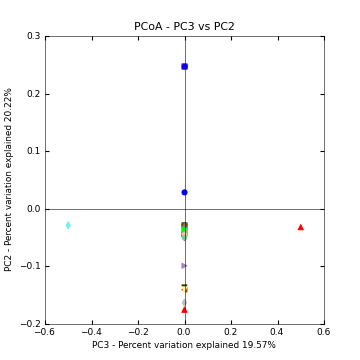 PCoA - PC3 vs PC2
PC2 - Percent variation explained 20.22%
0.3
0.2
0.1
0.0
−0.1
−0.2
−0.6 −0.4 −0.2 0.0 0.2 0.4 0.6
PC3 - Percent variation explained 19.57%